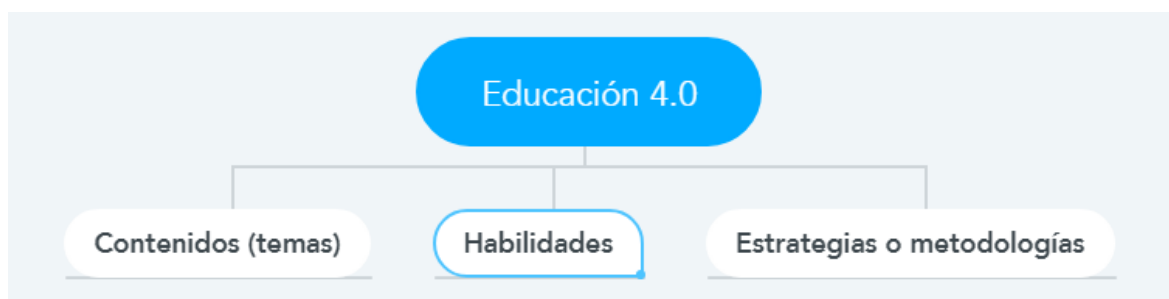 Educación 4.0
Contenidos (temas)
Habilidades
Estrategias o metodologías